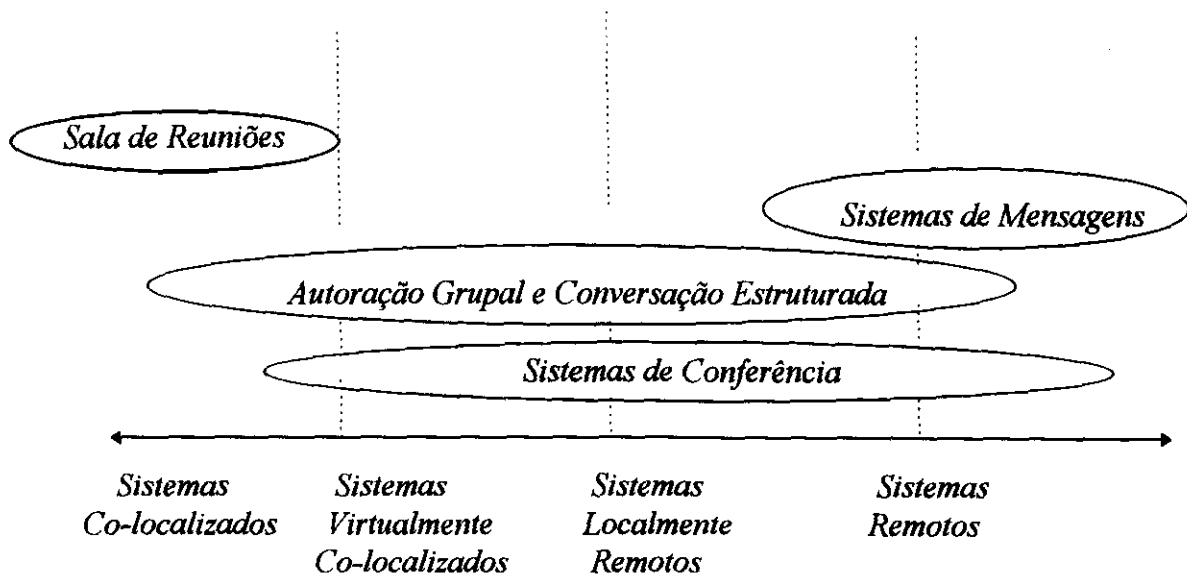 Sala de Reuniões
Sistemas de Mensagens
Autoração Grupal e Conversação Estruturada
Sistemas de Conferência
Sistemas
Co-localizados
Sistemas
Virtualmente
Co-localizados
Sistemas
Localmente
Remotos
Sistemas
Remotos